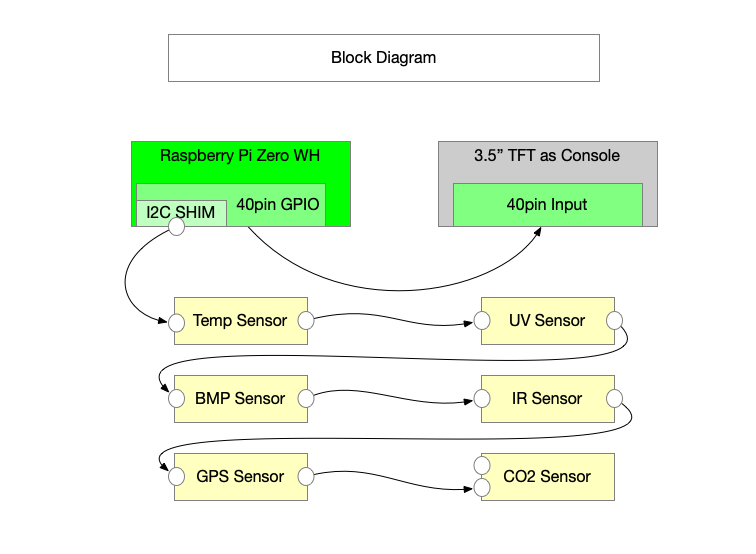 Block Diagram
Raspberry Pi Zero WH
3.5” TFT as Console
I2C SHIM
40pin GPIO
40pin Input
Temp Sensor
UV Sensor
BMP Sensor
IR Sensor
GPS Sensor
CO2 Sensor